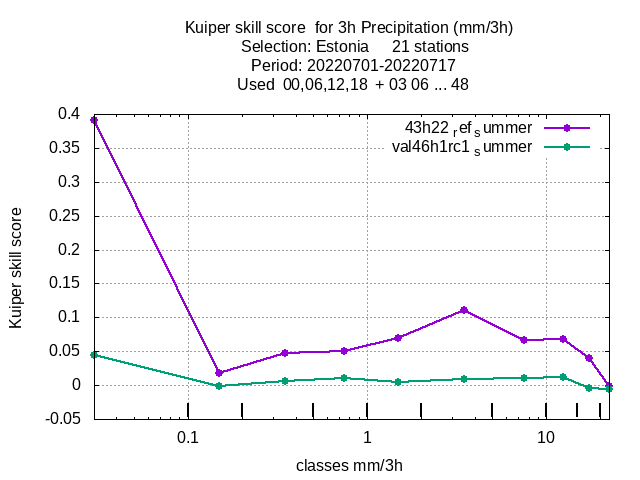 Kuiper skill score  for 3h Precipitation (mm/3h)
Selection: Estonia     21 stations
Period: 20220701-20220717
Used  00,06,12,18  + 03 06 ... 48
43h22 ref summer
val46h1rc1 summer
0.4
0.35
0.3
0.25
0.2
0.15
0.1
0.05
0
-0.05
Kuiper skill score
0.1 1 10
classes mm/3h